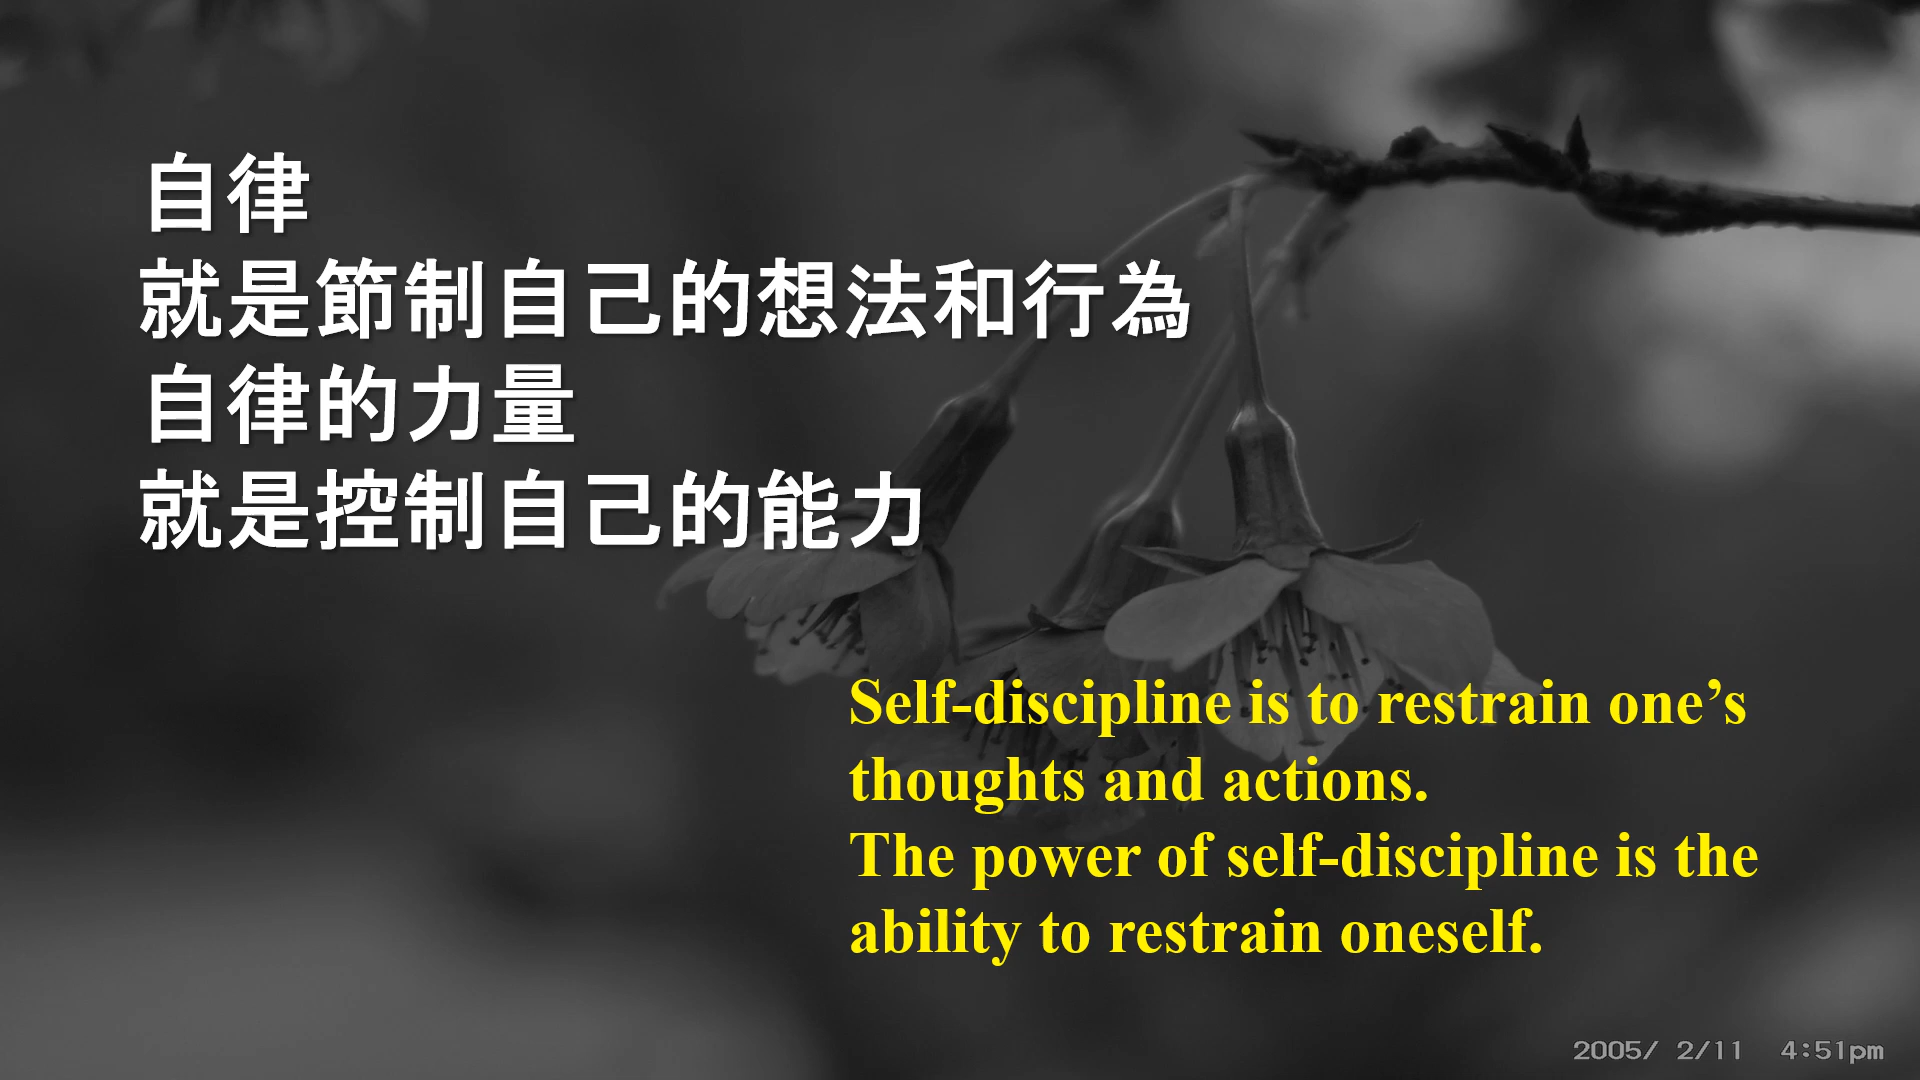 自律
就是節制自己的想法和行為
自律的力量
就是控制自己的能力
Self-discipline is to restrain one’s
thoughts and actions.
The power of self-discipline is the
ability to restrain oneself.
2005/ 2/11 4:51pm